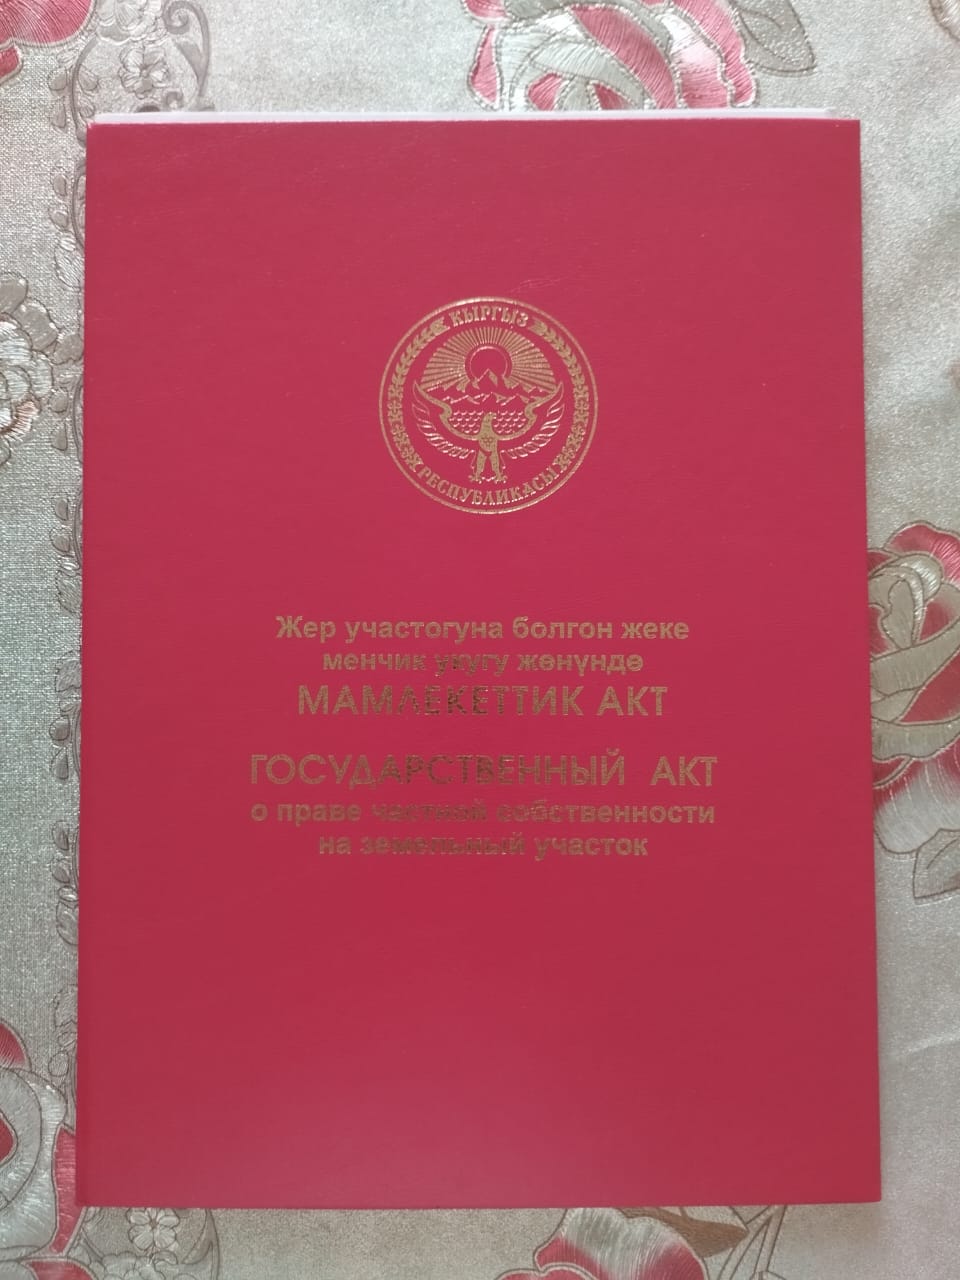 КЫРГЫЗ
РЕСПУБЛИКАСЫ
Жер участогуна болгон жеке
менчик укугу жөнүндө
МАМЛЕКЕТТИК АКТ
ГОСУДАРСТВЕННЫЙ АКТ
о праве частной собственности
на земельный участок